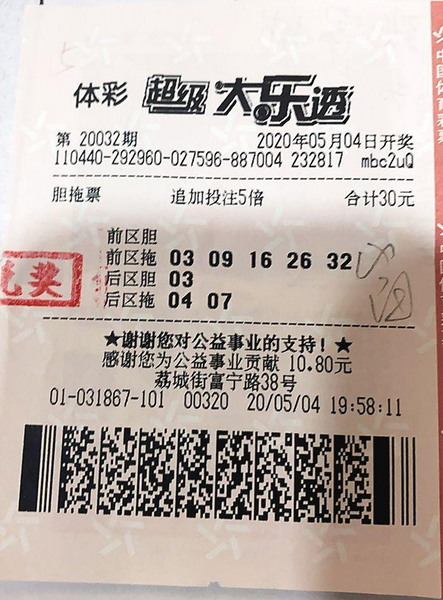 体彩 超级大乐透
第 20032期 2020年05月04日开奖
110440-292960-027596-887004 232817 mbc2uQ
胆拖票 追加投注5倍 合计30元
前区胆
前区拖 03 09 16 26 32
后区胆 03
后区拖 04 07
兑奖
★谢谢您对公益事业的支持！★
感谢您为公益事业贡献 10.80元
荔城街富宁路38号
01-031867-101 00320 20/05/04 19:58:11